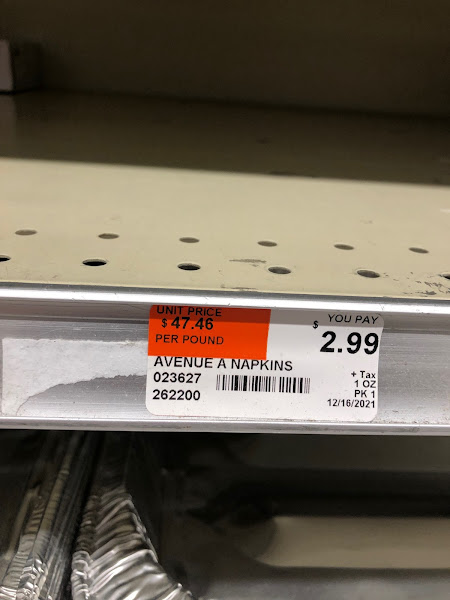 UNIT PRICE
$ 47.46
PER POUND
YOU PAY
$ 2.99
AVENUE A NAPKINS
023627
262200
+ Tax
1 OZ
PK 1
12/16/2021